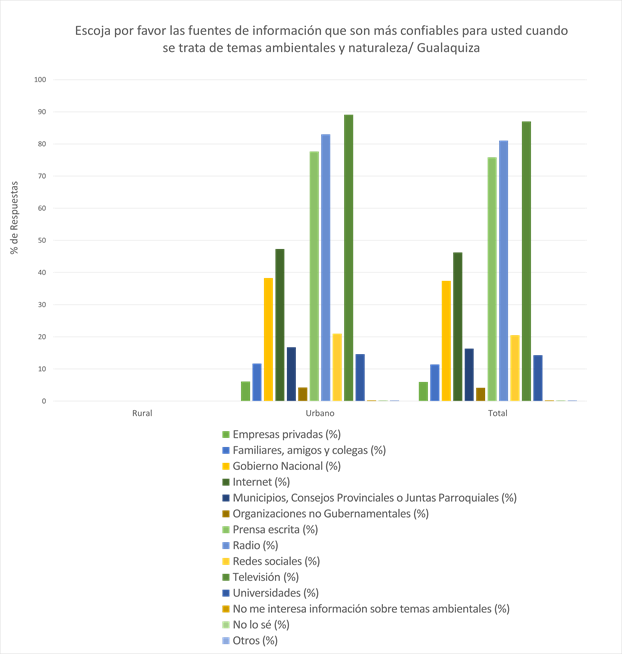 Escoja por favor las fuentes de información que son más confiables para usted cuando
se trata de temas ambientales y naturaleza/ Gualaquiza
% de Respuestas
100
90
80
70
60
50
40
30
20
10
0
Rural
Urbano
Total
Empresas privadas (%)
Familiares, amigos y colegas (%)
Gobierno Nacional (%)
Internet (%)
Municipios, Consejos Provinciales o Juntas Parroquiales (%)
Organizaciones no Gubernamentales (%)
Prensa escrita (%)
Radio (%)
Redes sociales (%)
Televisión (%)
Universidades (%)
No me interesa información sobre temas ambientales (%)
No lo sé (%)
Otros (%)